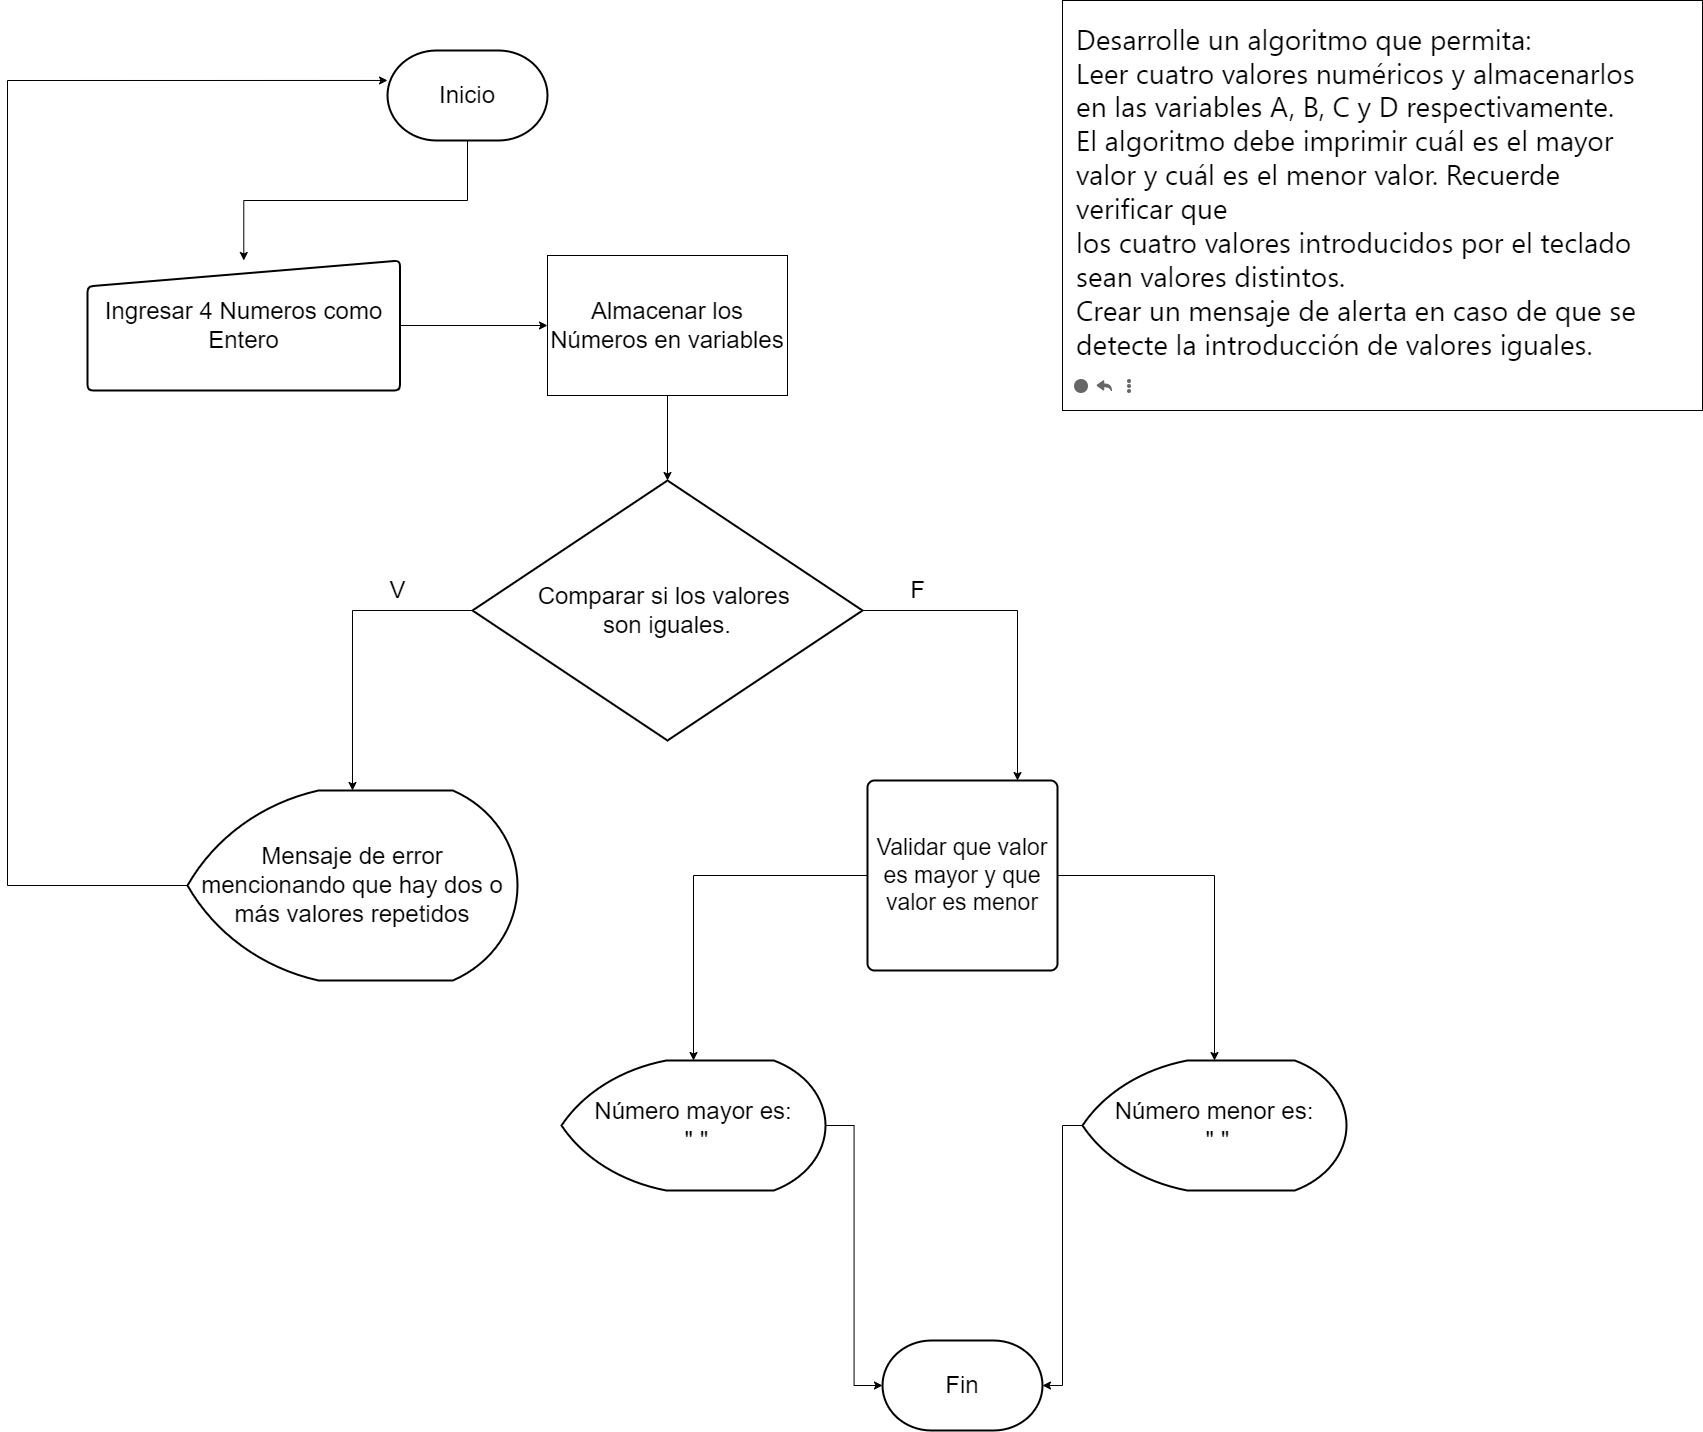 Desarrolle un algoritmo que permita:
Leer cuatro valores numéricos y almacenarlos
en las variables A, B, C y D respectivamente.
El algoritmo debe imprimir cuál es el mayor
valor y cuál es el menor valor. Recuerde
verificar que
los cuatro valores introducidos por el teclado
sean valores distintos.
Crear un mensaje de alerta en caso de que se
detecte la introducción de valores iguales.
Inicio
Ingresar 4 Numeros como
Entero
Almacenar los
Números en variables
Comparar si los valores
son iguales.
V
F
Mensaje de error
mencionando que hay dos o
más valores repetidos
Validar que valor
es mayor y que
valor es menor
Número mayor es:
" "
Número menor es:
" "
Fin